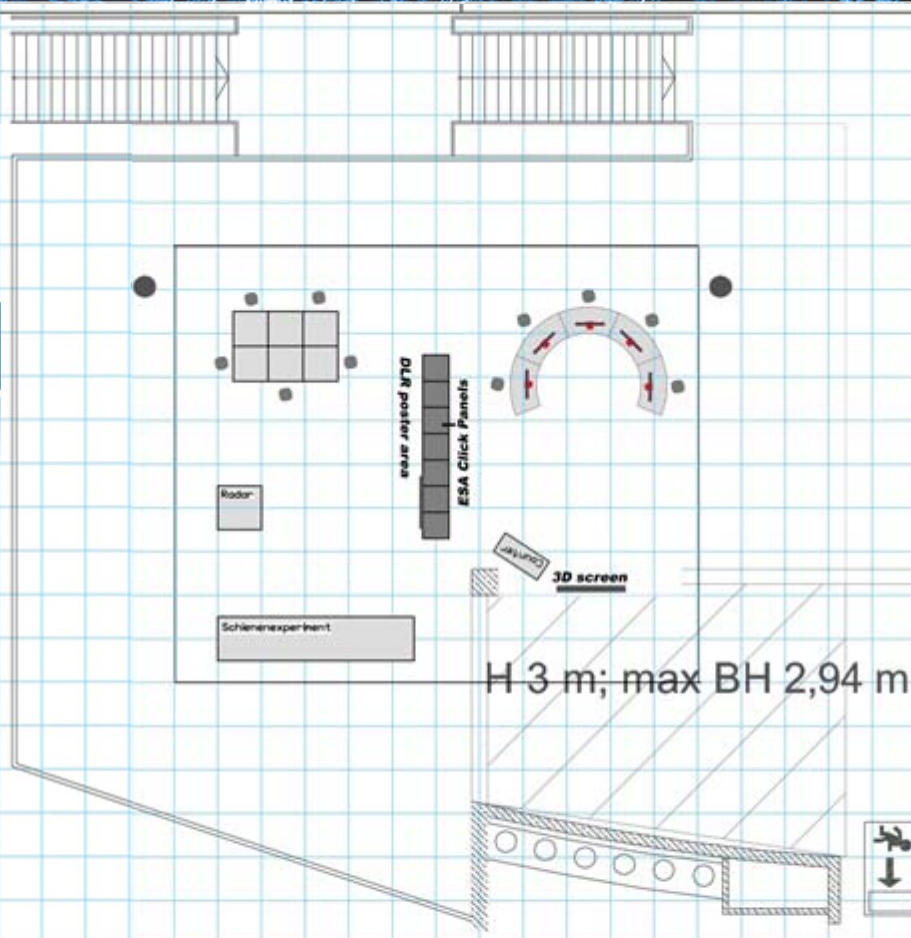 DLR poster area
ESA Click Panels
Radar
Counter
3D screen
Schienenexperiment
H 3 m; max BH 2,94 m